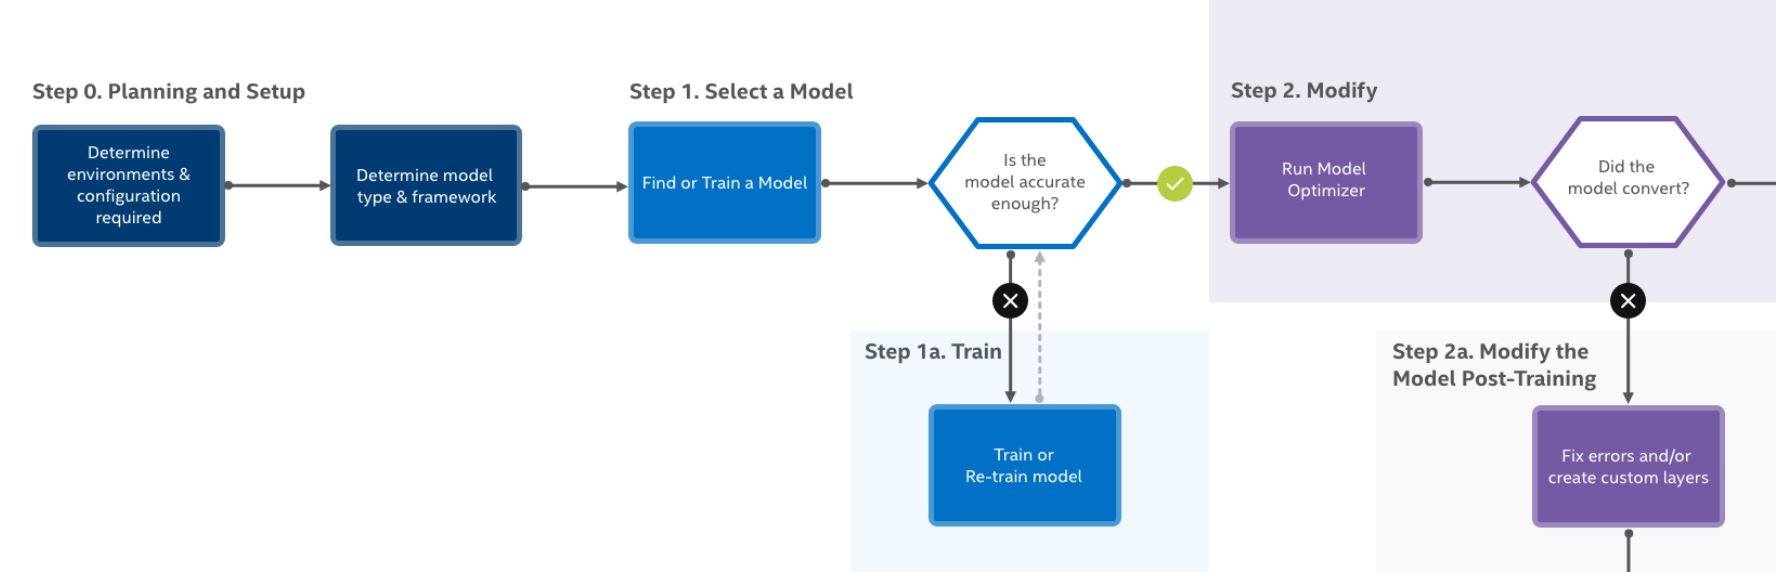 Step 0. Planning and Setup
Determine
environments &
configuration
required
Determine model
type & framework
Step 1. Select a Model
Find or Train a Model
Is the
model accurate
enough?
Step 1a. Train
Train or
Re-train model
Step 2. Modify
Run Model
Optimizer
Did the
model convert?
Step 2a. Modify the
Model Post-Training
Fix errors and/or
create custom layers